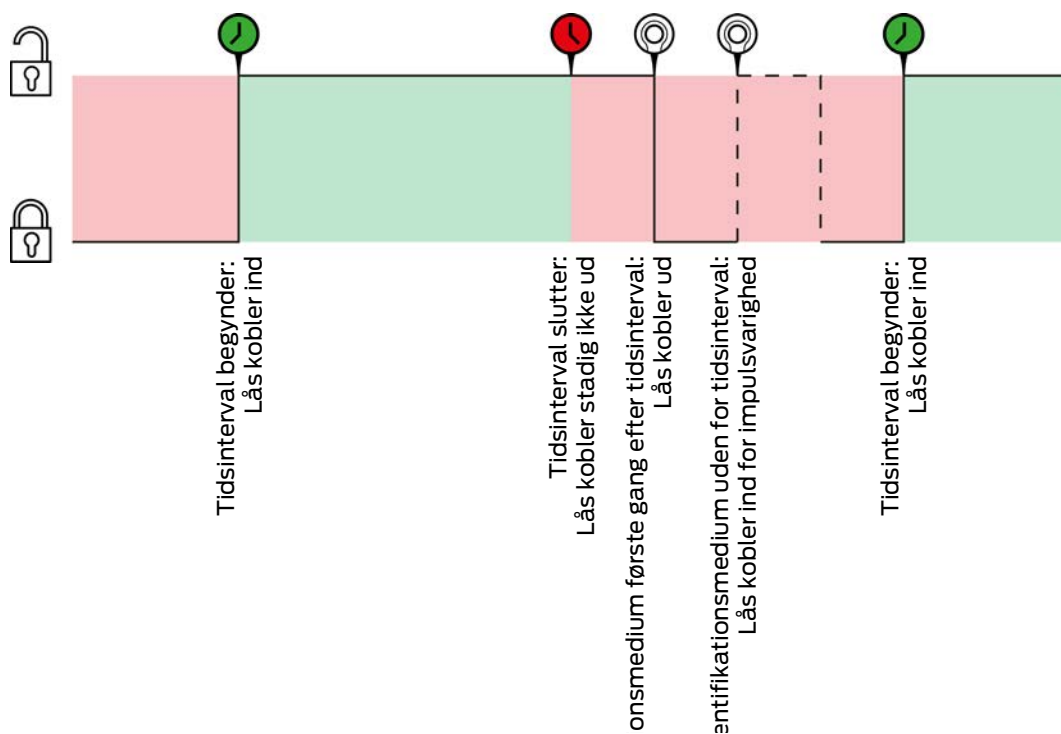 Tidsinterval begynder:
Lås kobler ind
Tidsinterval slutter:
Lås kobler stadig ikke ud
onsmedium første gang efter tidsinterval:
Lås kobler ud
entifikationsmedium uden for tidsinterval:
Lås kobler ind for impulsvarighed
Tidsinterval begynder:
Lås kobler ind